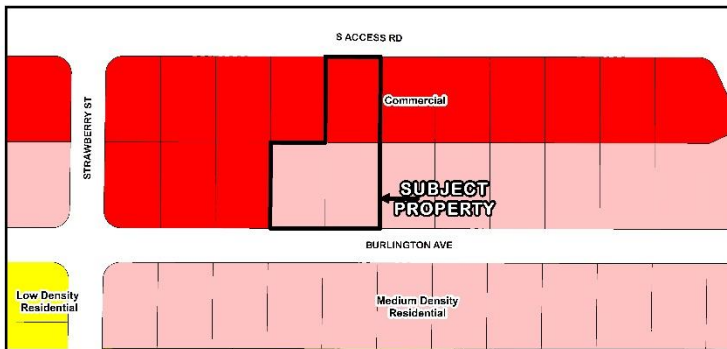 S ACCESS RD
Commercial
STRAWBERRY ST
SUBJECT
PROPERTY
BURLINGTON AVE
Low Density
Residential
Medium Density
Residential